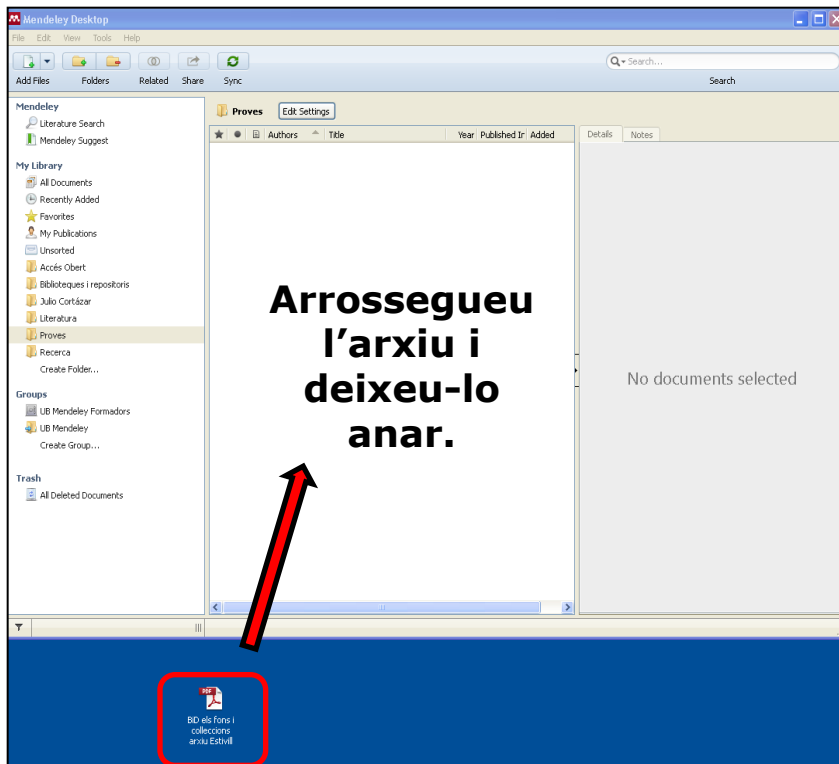 Mendeley Desktop
File Edit View Tools Help
Add Files Folders Related Share Sync
Search...
Search
Mendeley
Literature Search
Mendeley Suggest
My Library
All Documents
Recently Added
Favorites
My Publications
Unsorted
Accés Obert
Biblioteques i repositoris
Julio Cortázar
Literatura
Proves
Recerca
Create Folder...
Groups
UB Mendeley Formadors
UB Mendeley
Create Group...
Trash
All Deleted Documents
Proves Edit Settings
Authors Title Year Published In Added
Arrossegueu
l’arxiu i
deixeu-lo
anar.
Details Notes
No documents selected
PDF
BiD els fons i
colleccions
arxiu Estivill